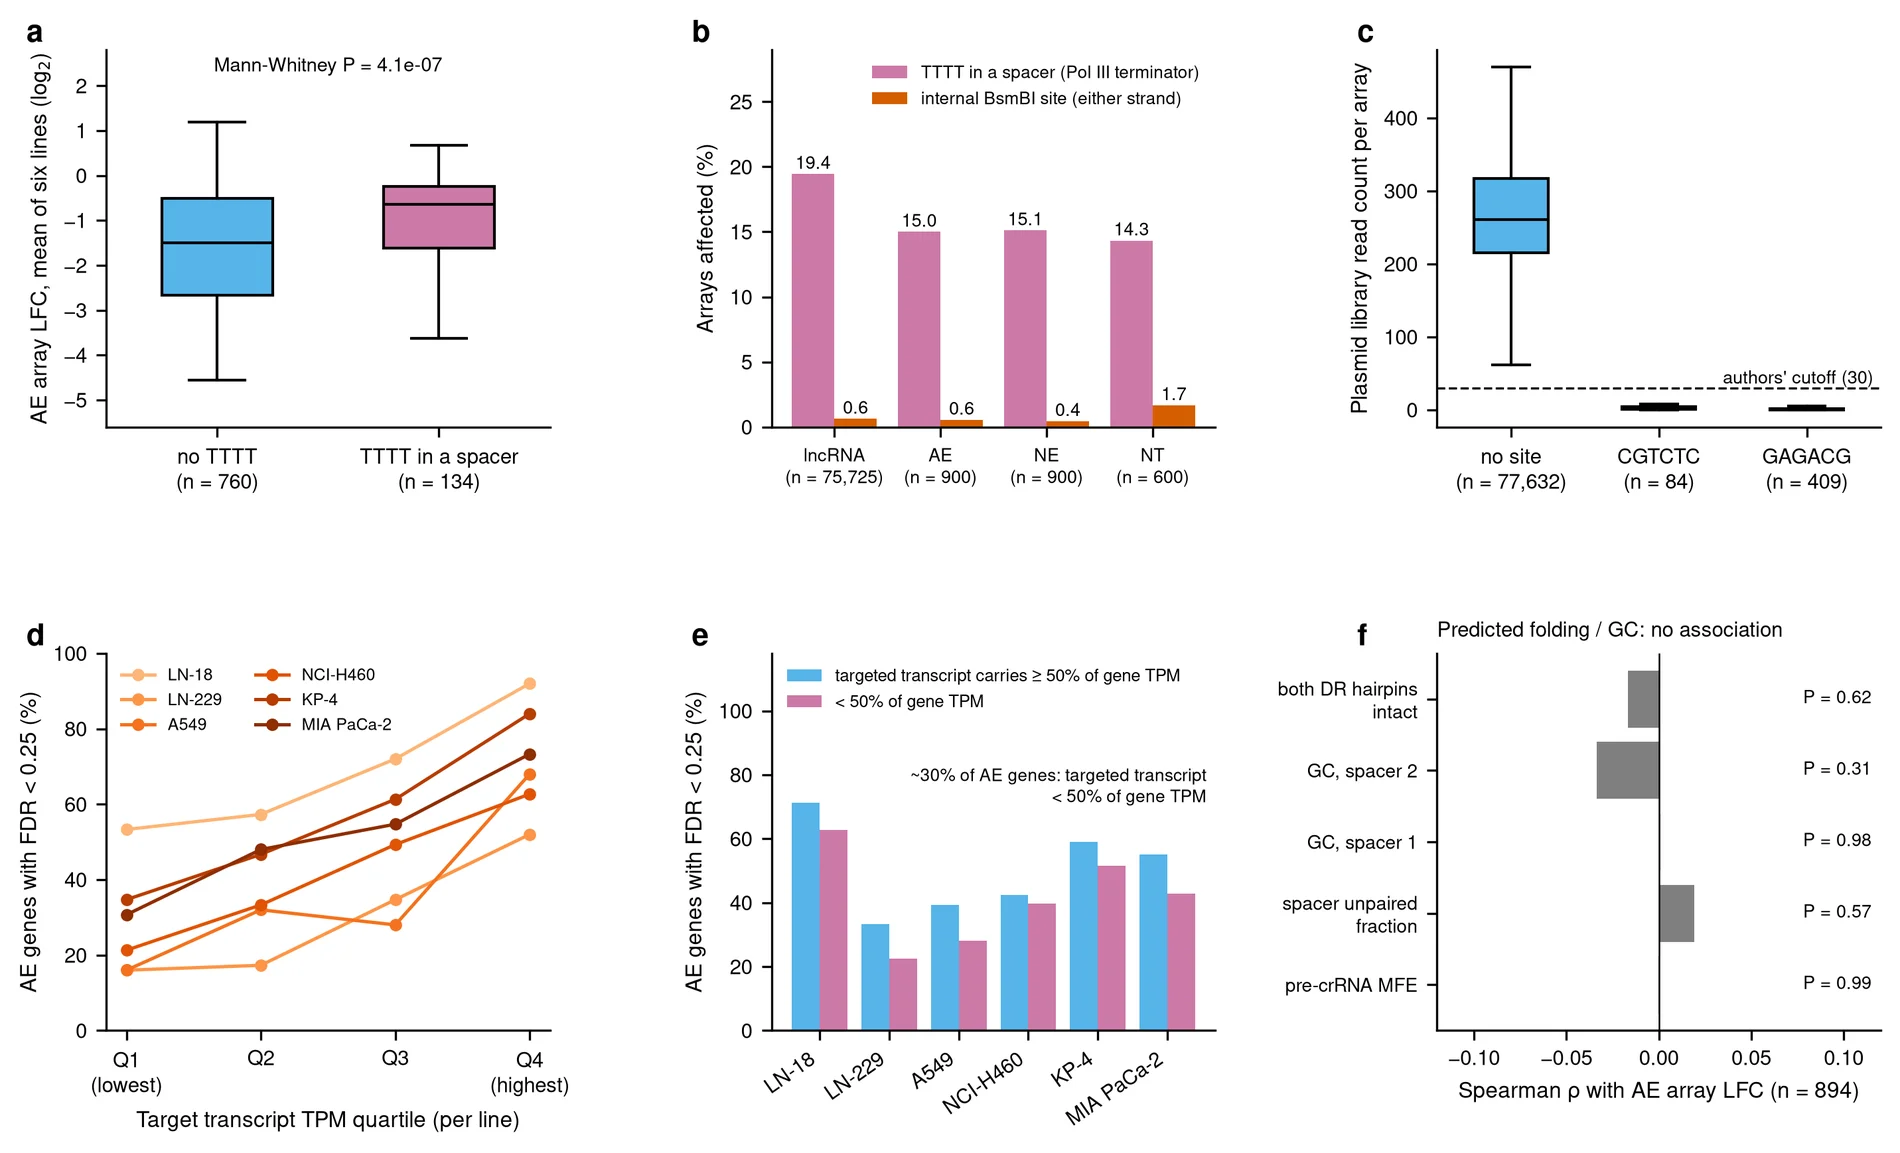 a
Mann-Whitney P = 4.1e-07
AE array LFC, mean of six lines (log₂)
2
1
0
−1
−2
−3
−4
−5
no TTTT
(n = 760)
TTTT in a spacer
(n = 134)
b
TTTT in a spacer (Pol III terminator)
internal BsmBI site (either strand)
Arrays affected (%)
25
20
15
10
5
0
19.4
0.6
15.0
0.6
15.1
0.4
14.3
1.7
lncRNA
(n = 75,725)
AE
(n = 900)
NE
(n = 900)
NT
(n = 600)
c
Plasmid library read count per array
400
300
200
100
0
authors' cutoff (30)
no site
(n = 77,632)
CGTCTC
(n = 84)
GAGACG
(n = 409)
d
AE genes with FDR < 0.25 (%)
100
80
60
40
20
0
LN-18
LN-229
A549
NCI-H460
KP-4
MIA PaCa-2
Q1
(lowest)
Q2
Q3
Q4
(highest)
Target transcript TPM quartile (per line)
e
targeted transcript carries ≥ 50% of gene TPM
< 50% of gene TPM
~30% of AE genes: targeted transcript
< 50% of gene TPM
AE genes with FDR < 0.25 (%)
100
80
60
40
20
0
LN-18
LN-229
A549
NCI-H460
KP-4
MIA PaCa-2
f
Predicted folding / GC: no association
both DR hairpins
intact
P = 0.62
GC, spacer 2
P = 0.31
GC, spacer 1
P = 0.98
spacer unpaired
fraction
P = 0.57
pre-crRNA MFE
P = 0.99
−0.10
−0.05
0.00
0.05
0.10
Spearman ρ with AE array LFC (n = 894)